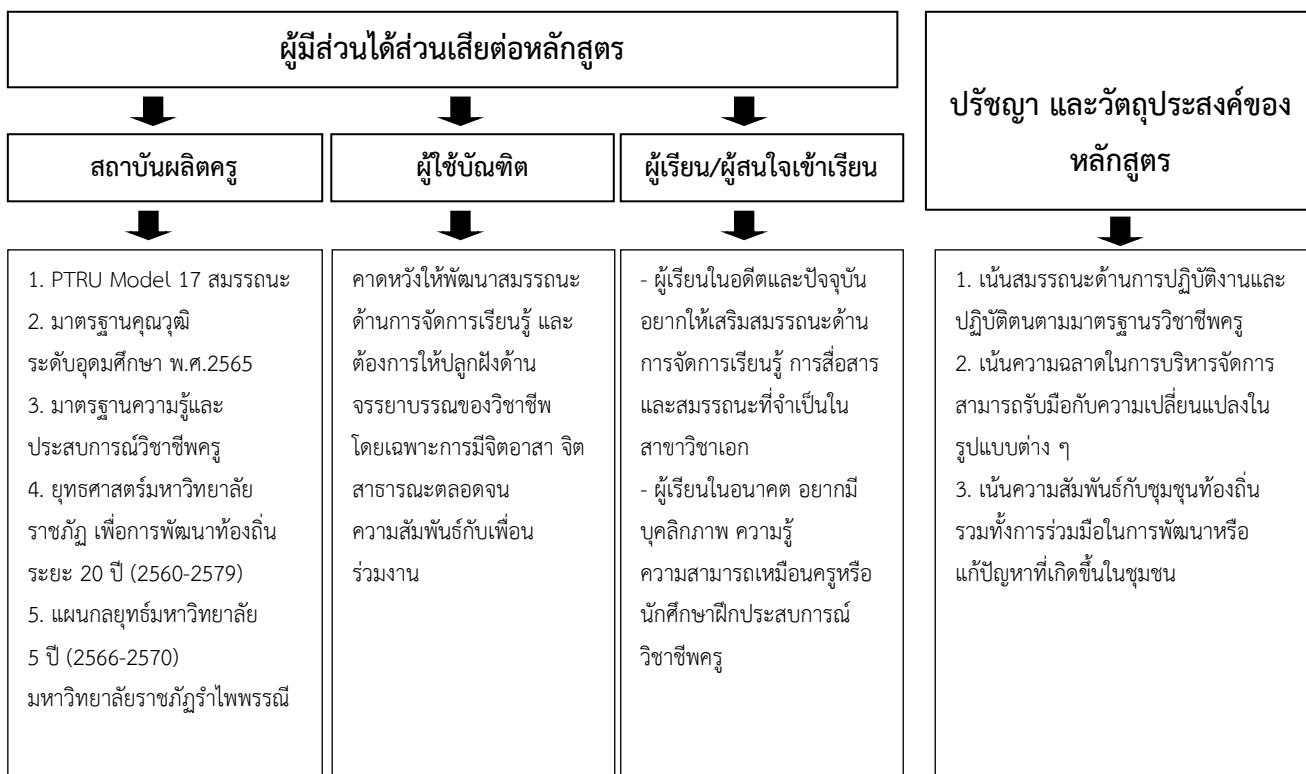 ผู้มีส่วนได้ส่วนเสียต่อหลักสูตร
ปรัชญา และวัตถุประสงค์ของ
หลักสูตร
สถาบันผลิตครู
ผู้ใช้บัณฑิต
ผู้เรียน/ผู้สนใจเข้าเรียน
1. PTRU Model 17 สมรรถนะ
2. มาตรฐานคุณวุฒิ
ระดับอุดมศึกษา พ.ศ.2565
3. มาตรฐานความรู้และ
ประสบการณ์วิชาชีพครู
4. ยุทธศาสตร์มหาวิทยาลัย
ราชภัฏ เพื่อการพัฒนาท้องถิ่น
ระยะ 20 ปี (2560-2579)
5. แผนกลยุทธ์มหาวิทยาลัย
5 ปี (2566-2570)
มหาวิทยาลัยราชภัฏรำไพพรรณี
คาดหวังให้พัฒนาสมรรถนะ
ด้านการจัดการเรียนรู้ และ
ต้องการให้ปลูกฝังด้าน
จรรยาบรรณของวิชาชีพ
โดยเฉพาะการมีจิตอาสา จิต
สาธารณะตลอดจน
ความสัมพันธ์กับเพื่อน
ร่วมงาน
- ผู้เรียนในอดีตและปัจจุบัน
อยากให้เสริมสมรรถนะด้าน
การจัดการเรียนรู้ การสื่อสาร
และสมรรถนะที่จำเป็นใน
สาขาวิชาเอก
- ผู้เรียนในอนาคต อยากมี
บุคลิกภาพ ความรู้
ความสามารถเหมือนครูหรือ
นักศึกษาฝึกประสบการณ์
วิชาชีพครู
1. เน้นสมรรถนะด้านการปฏิบัติงานและ
ปฏิบัติตนตามมาตรฐานรวิชาชีพครู
2. เน้นความฉลาดในการบริหารจัดการ
สามารถรับมือกับความเปลี่ยนแปลงใน
รูปแบบต่าง ๆ
3. เน้นความสัมพันธ์กับชุมชุนท้องถิ่น
รวมทั้งการร่วมมือในการพัฒนาหรือ
แก้ปัญหาที่เกิดขึ้นในชุมชน